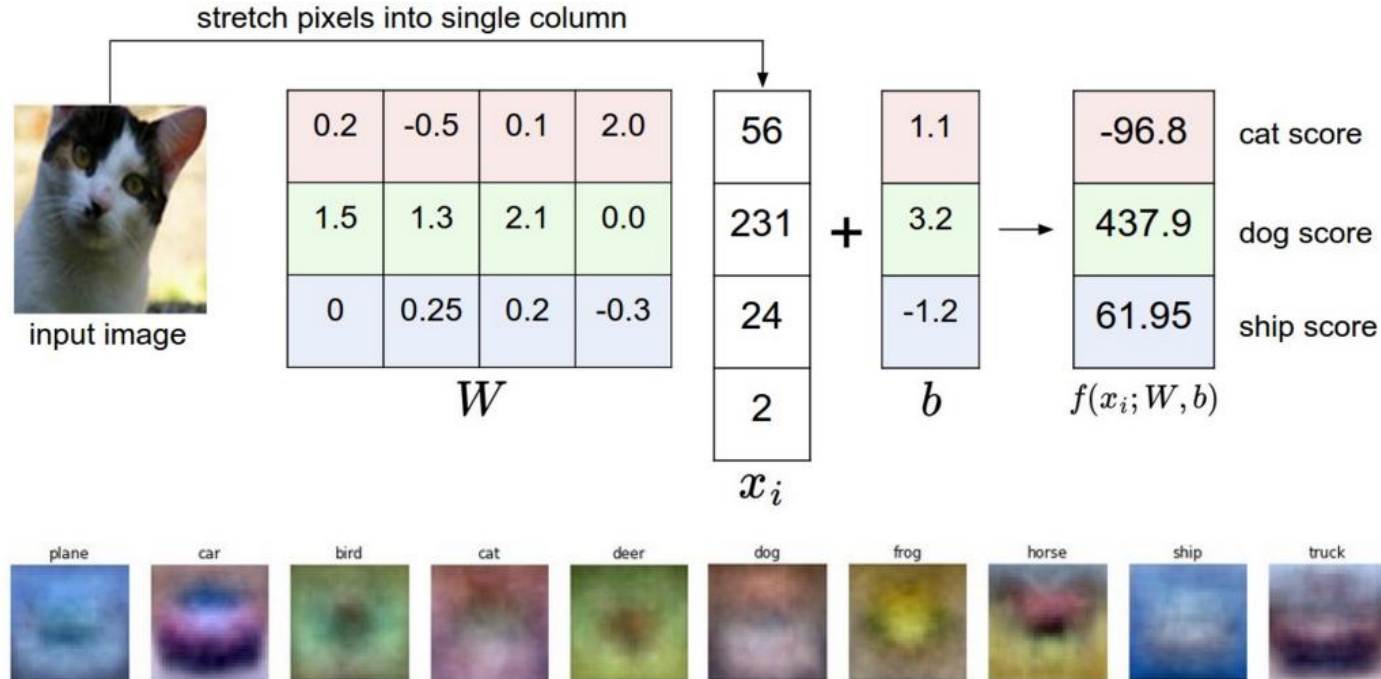 stretch pixels into single column
0.2 -0.5 0.1 2.0 56 1.1 -96.8 cat score
1.5 1.3 2.1 0.0 231 + 3.2 437.9 dog score
0 0.25 0.2 -0.3 24 -1.2 61.95 ship score
input image
2
W b f(x_i; W, b)
x_i
plane car bird cat deer dog frog horse ship truck